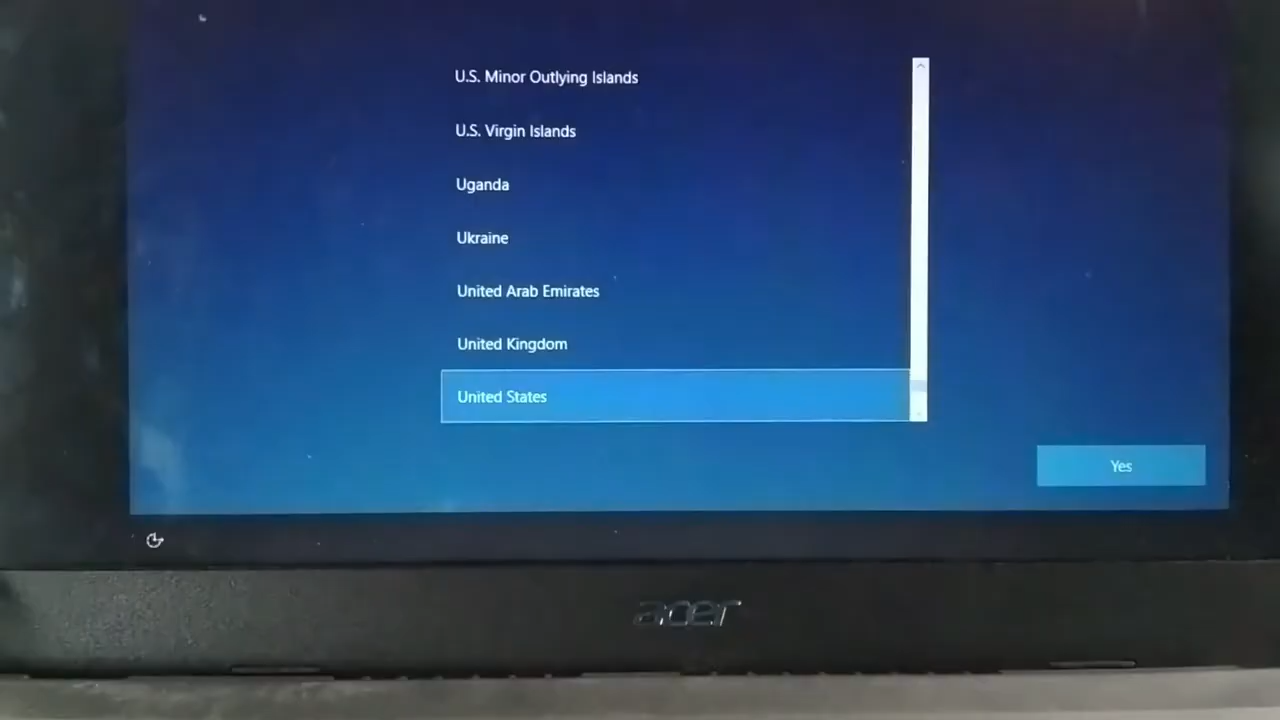 U.S. Minor Outlying Islands
U.S. Virgin Islands
Uganda
Ukraine
United Arab Emirates
United Kingdom
United States
Yes
acer